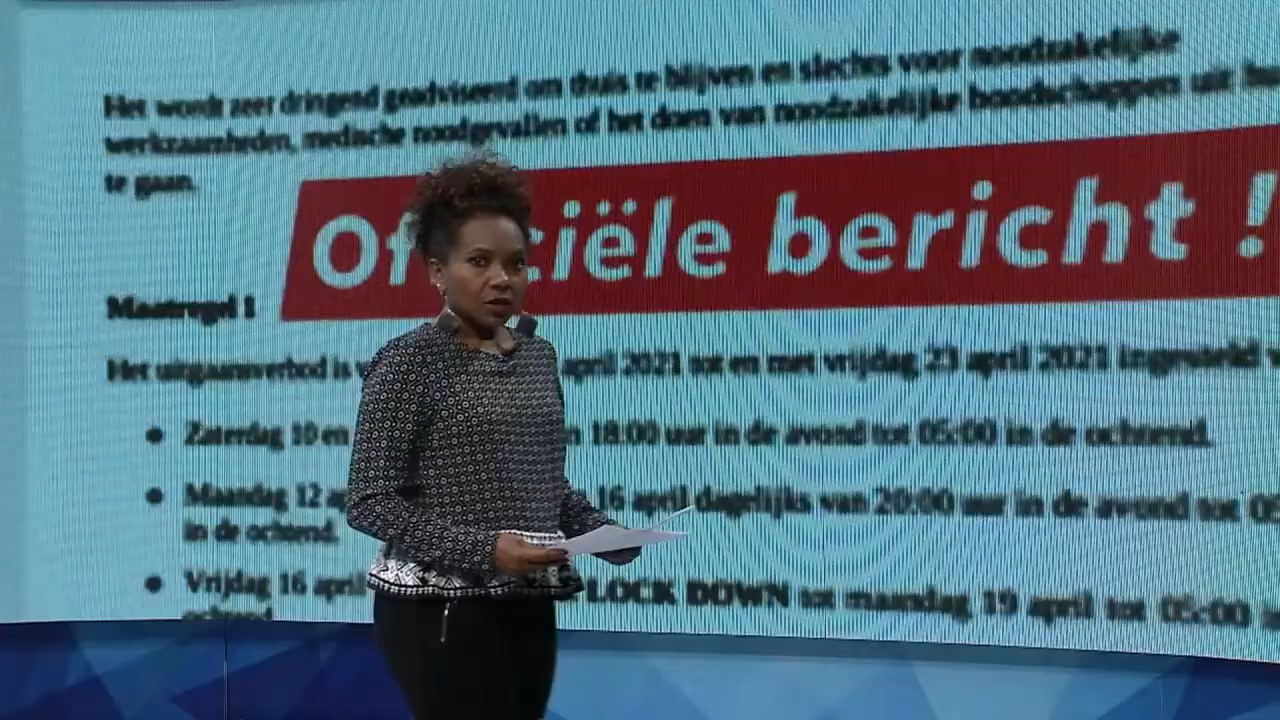 Het wordt zeer dringend geadviseerd om thuis te blijven en slechts voor noodzakelijke
werkzaamheden, medische noodgevallen of het doen van noodzakelijke boodschappen uit
te gaan.
Officiële bericht !
Maatregel 1
Het uitgaansverbod is april 2021 tot en met vrijdag 23 april 2021 ingesteld
Zaterdag 10 en 18:00 uur in de avond tot 05:00 in de ochtend.
Maandag 12 16 april dagelijks van 20:00 uur in de avond tot
in de ochtend.
Vrijdag 16 april LOCK DOWN tot maandag 19 april tot 05:00
ochtend